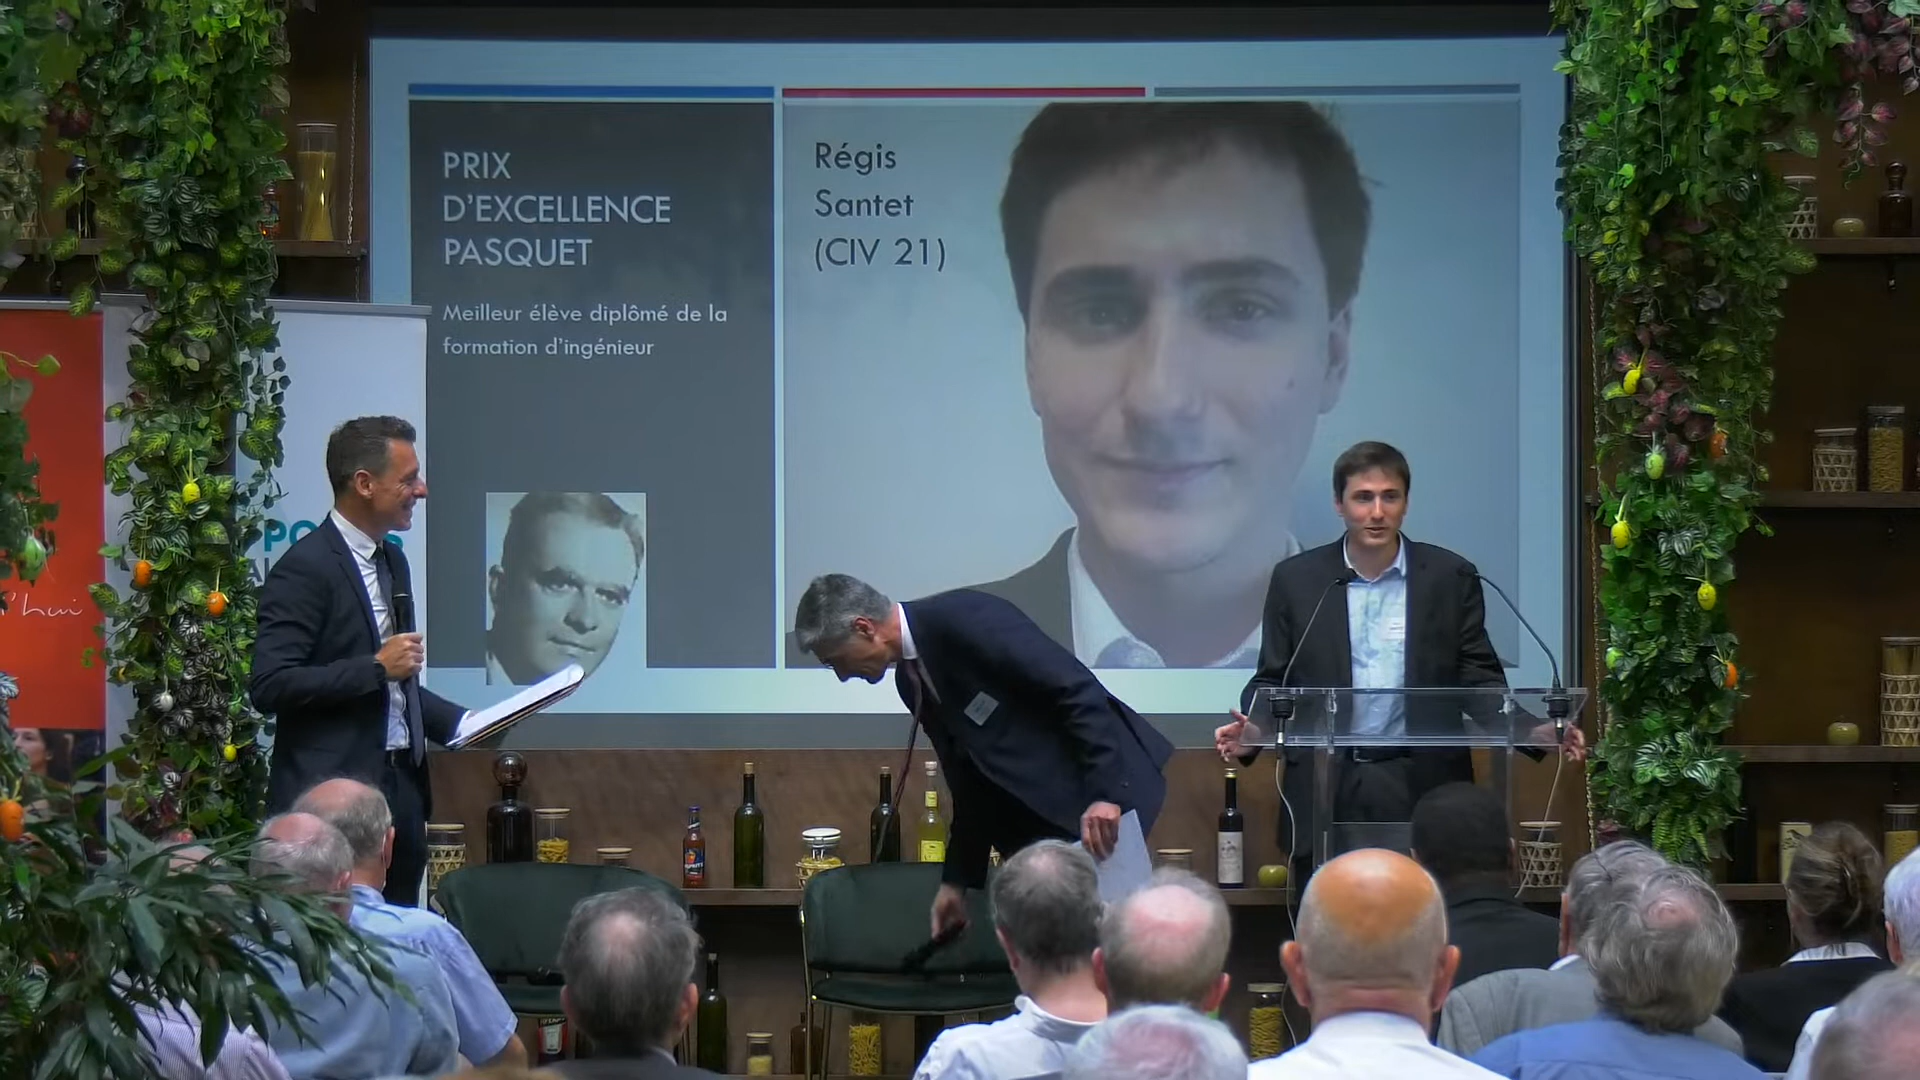 PRIX
D'EXCELLENCE
PASQUET
Meilleur élève diplômé de la
formation d'ingénieur
Régis
Santet
(CIV 21)